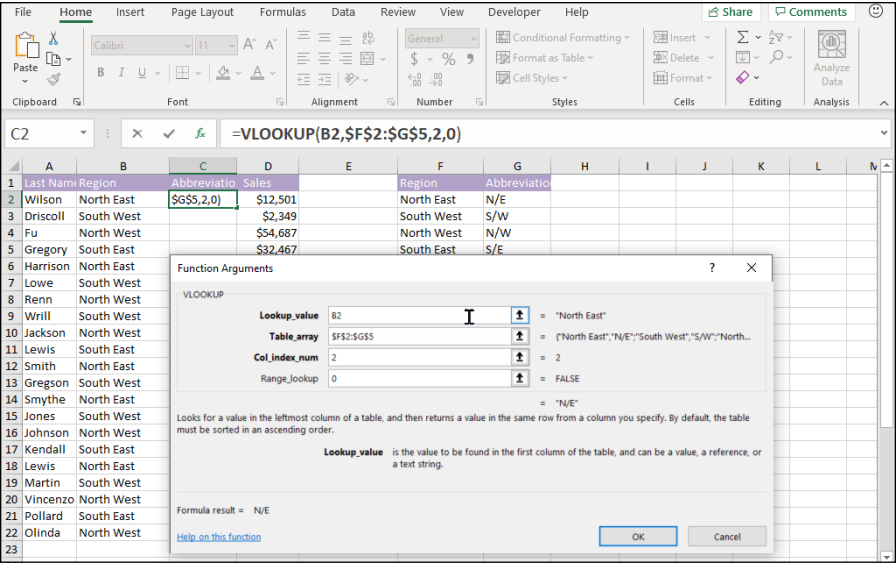 File Home Insert Page Layout Formulas Data Review View Developer Help Share Comments
Calibri 11 A^ A˅ ab General Conditional Formatting Insert Σ
Paste B I U A $ % 9 Format as Table Delete Analyze
Cell Styles Format Data
Clipboard Font Alignment Number Styles Cells Editing Analysis
C2 fx =VLOOKUP(B2,$F$2:$G$5,2,0)
A B C D E F G H I J K L M
1 Last Name Region Abbreviatio Sales Region Abbreviation
2 Wilson North East $G$5,2,0) $12,501 North East N/E
3 Driscoll South West $2,349 South West S/W
4 Fu North West $54,687 North West N/W
5 Gregory South East $32,467 South East S/E
6 Harrison North East
7 Lowe South West
8 Renn North West
9 Wrill South West
10 Jackson North West
11 Lewis South East
12 Smith North East
13 Gregson South West
14 Smythe North East
15 Jones South West
16 Johnson North West
17 Kendall South East
18 Lewis North East
19 Martin South West
20 Vincenzo North West
21 Pollard South East
22 Olinda North West
23
Function Arguments ?
VLOOKUP
Lookup_value B2 = "North East"
Table_array $F$2:$G$5 = {"North East","N/E";"South West","S/W";"North...
Col_index_num 2 = 2
Range_lookup 0 = FALSE
= "N/E"
Looks for a value in the leftmost column of a table, and then returns a value in the same row from a column you specify. By default, the table
must be sorted in an ascending order.
Lookup_value is the value to be found in the first column of the table, and can be a value, a reference, or
a text string.
Formula result = N/E
Help on this function OK Cancel